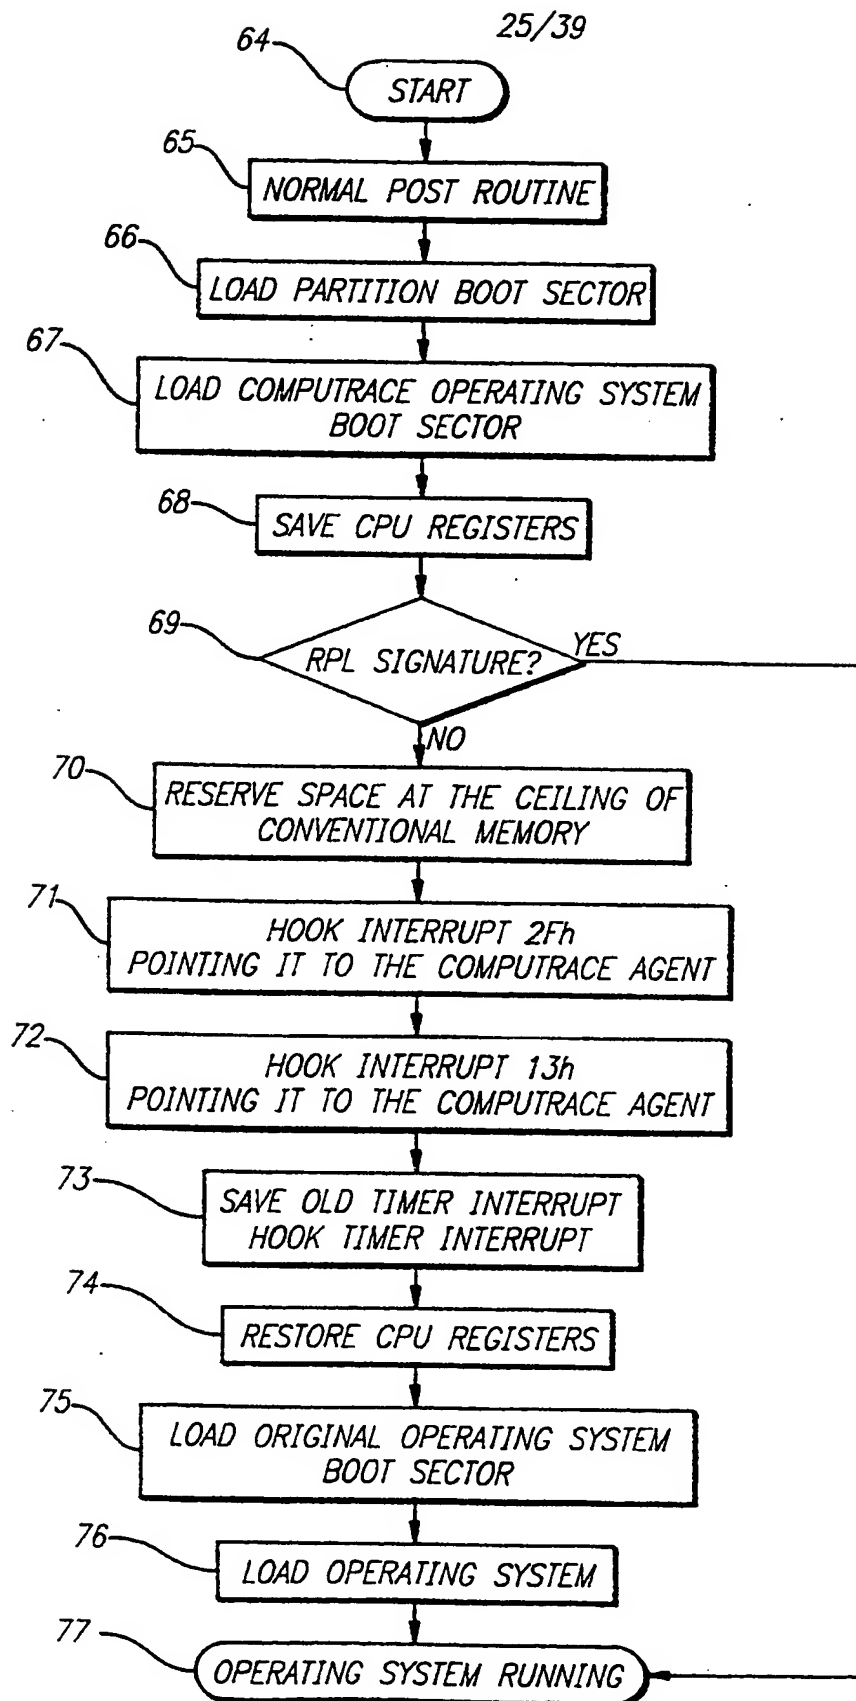 25/39
64
START
65
NORMAL POST ROUTINE
66
LOAD PARTITION BOOT SECTOR
67
LOAD COMPUTRACE OPERATING SYSTEM
BOOT SECTOR
68
SAVE CPU REGISTERS
69
RPL SIGNATURE?
YES
NO
70
RESERVE SPACE AT THE CEILING OF
CONVENTIONAL MEMORY
71
HOOK INTERRUPT 2Fh
POINTING IT TO THE COMPUTRACE AGENT
72
HOOK INTERRUPT 13h
POINTING IT TO THE COMPUTRACE AGENT
73
SAVE OLD TIMER INTERRUPT
HOOK TIMER INTERRUPT
74
RESTORE CPU REGISTERS
75
LOAD ORIGINAL OPERATING SYSTEM
BOOT SECTOR
76
LOAD OPERATING SYSTEM
77
OPERATING SYSTEM RUNNING